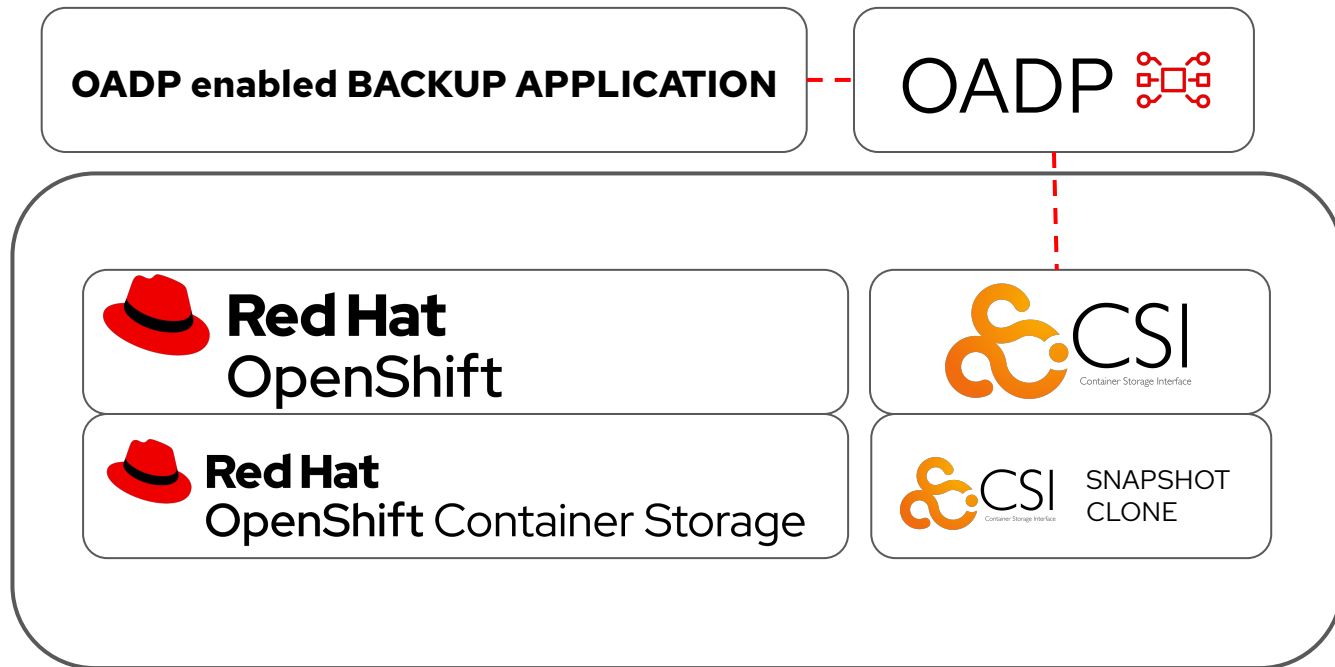 OADP enabled BACKUP APPLICATION
OADP
Red Hat
OpenShift
CSI
Container Storage Interface
Red Hat
OpenShift Container Storage
CSI
Container Storage Interface
SNAPSHOT
CLONE